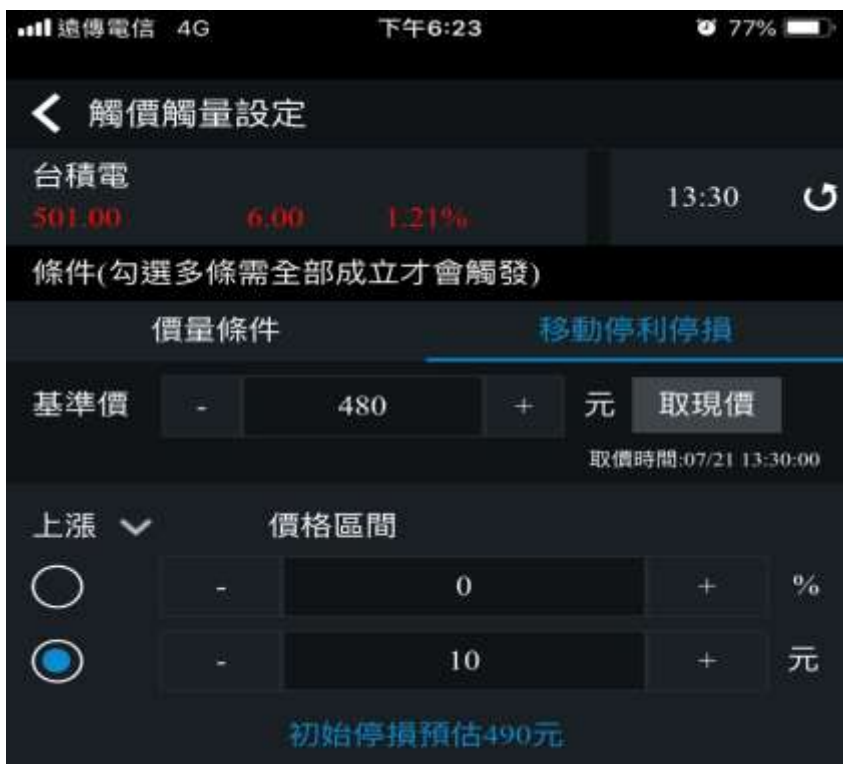 遠傳電信 4G 下午6:23 77%
觸價觸量設定
台積電
501.00 6.00 1.21% 13:30
條件(勾選多條需全部成立才會觸發)
價量條件 移動停利停損
基準價 - 480 + 元 取現價
取價時間:07/21 13:30:00
上漲 價格區間
- 0 + %
- 10 + 元
初始停損預估490元